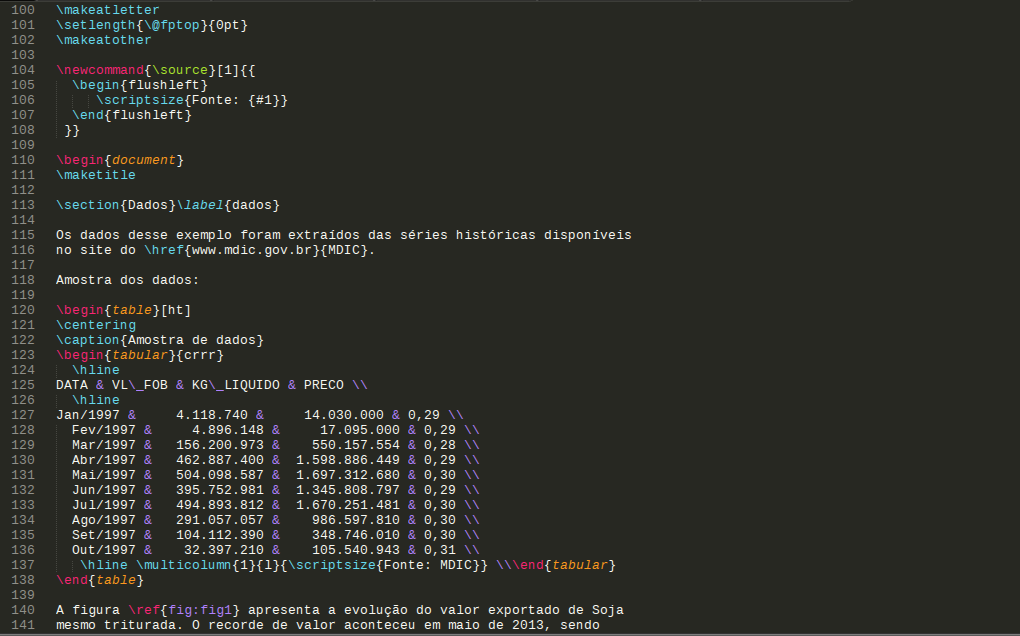 100 \makeatletter
101 \setlength{\@fptop}{0pt}
102 \makeatother
103
104 \newcommand{\source}[1]{{
105   \begin{flushleft}
106      \scriptsize{Fonte: {#1}}
107   \end{flushleft}
108  }}
109
110 \begin{document}
111 \maketitle
112
113 \section{Dados}\label{dados}
114
115 Os dados desse exemplo foram extraídos das séries históricas disponíveis
116 no site do \href{www.mdic.gov.br}{MDIC}.
117
118 Amostra dos dados:
119
120 \begin{table}[ht]
121 \centering
122 \caption{Amostra de dados}
123 \begin{tabular}{crrr}
124   \hline
125 DATA & VL\_FOB & KG\_LIQUIDO & PRECO \\
126   \hline
127 Jan/1997 &     4.118.740 &     14.030.000 & 0,29 \\
128   Fev/1997 &     4.896.148 &     17.095.000 & 0,29 \\
129   Mar/1997 &   156.200.973 &    550.157.554 & 0,28 \\
130   Abr/1997 &   462.887.400 &  1.598.886.449 & 0,29 \\
131   Mai/1997 &   504.098.587 &  1.697.312.680 & 0,30 \\
132   Jun/1997 &   395.752.981 &  1.345.808.797 & 0,29 \\
133   Jul/1997 &   494.893.812 &  1.670.251.481 & 0,30 \\
134   Ago/1997 &   291.057.057 &    986.597.810 & 0,30 \\
135   Set/1997 &   104.112.390 &    348.746.010 & 0,30 \\
136   Out/1997 &    32.397.210 &    105.540.943 & 0,31 \\
137    \hline \multicolumn{1}{l}{\scriptsize{Fonte: MDIC}} \\\end{tabular}
138 \end{table}
139
140 A figura \ref{fig:fig1} apresenta a evolução do valor exportado de Soja
141 mesmo triturada. O recorde de valor aconteceu em maio de 2013, sendo